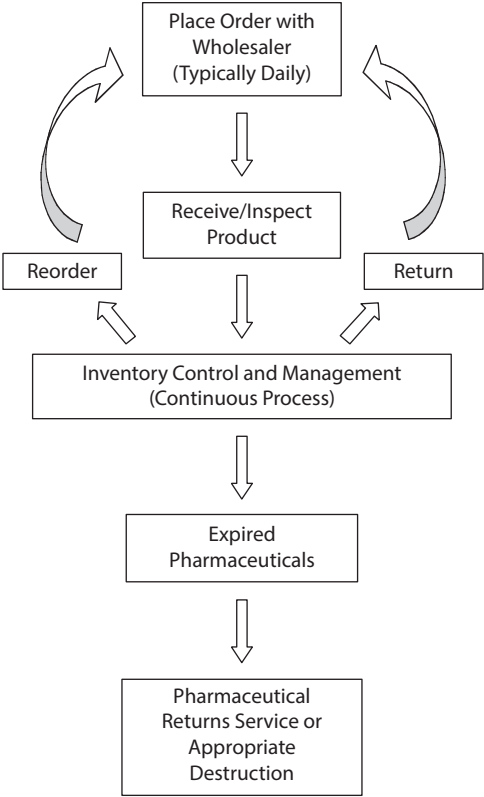 Place Order with
Wholesaler
(Typically Daily)
Receive/Inspect
Product
Reorder
Return
Inventory Control and Management
(Continuous Process)
Expired
Pharmaceuticals
Pharmaceutical
Returns Service or
Appropriate
Destruction